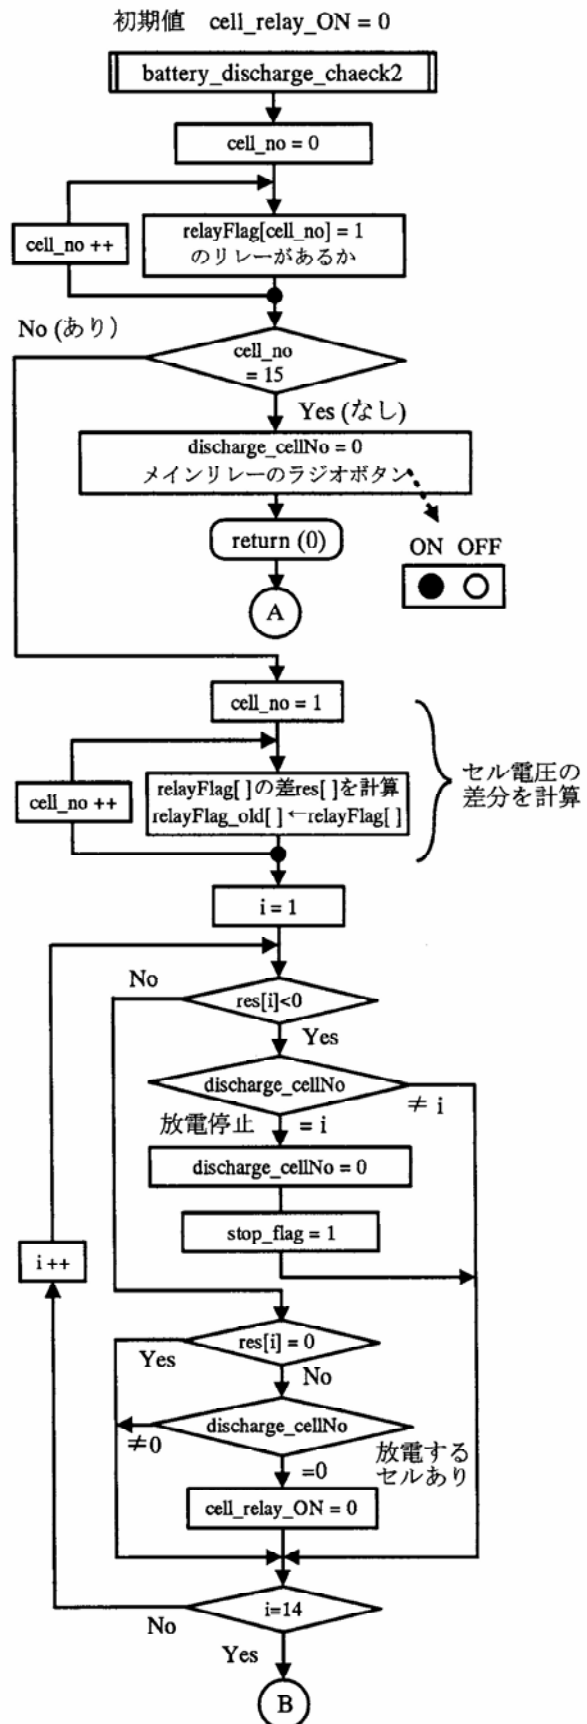 初期値 cell_relay_ON = 0
battery_discharge_chaeck2
cell_no = 0
cell_no ++
relayFlag[cell_no] = 1
のリレーがあるか
No (あり)
cell_no
= 15
Yes (なし)
discharge_cellNo = 0
メインリレーのラジオボタン
return (0)
ON OFF
A
cell_no = 1
cell_no ++
relayFlag[ ]の差res[ ]を計算
relayFlag_old[ ] ←relayFlag[ ]
セル電圧の
差分を計算
i = 1
No
res[i]<0
Yes
discharge_cellNo
≠ i
放電停止
= i
discharge_cellNo = 0
stop_flag = 1
i ++
res[i] = 0
Yes
No
discharge_cellNo
≠0
放電する
セルあり
=0
cell_relay_ON = 0
i=14
No
Yes
B